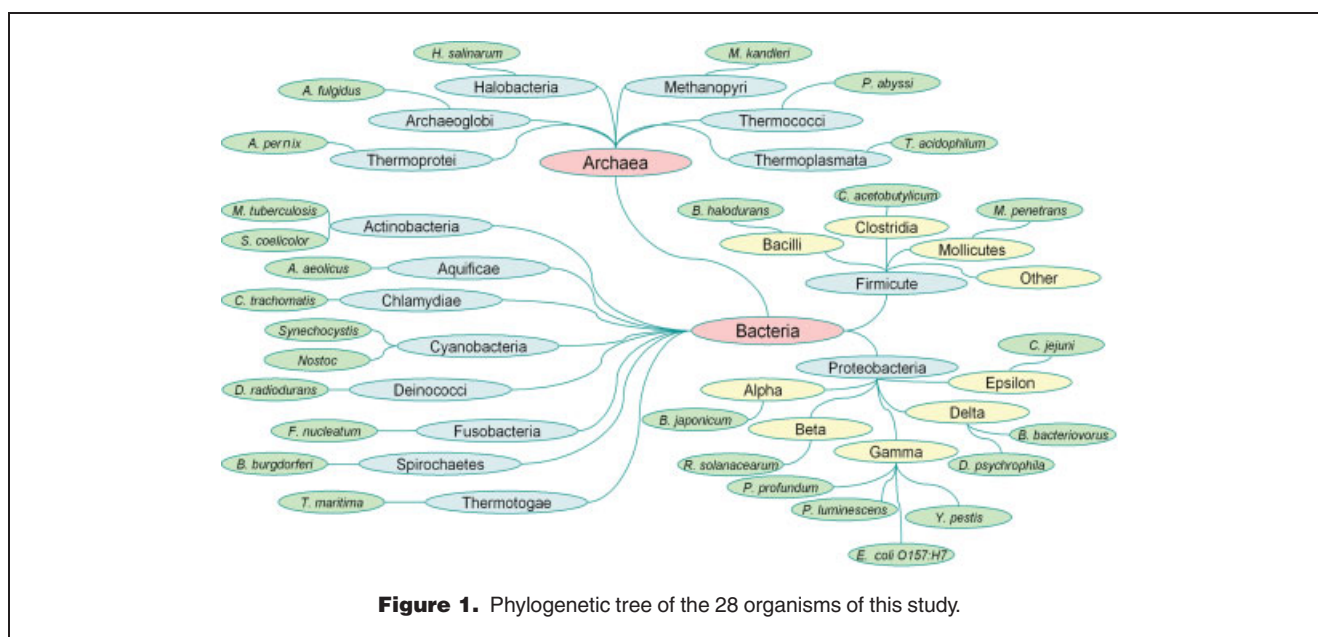 H. salinarum
M. kandleri
Halobacteria
Methanopyri
A. fulgidus
P. abyssi
Archaeoglobi
Thermococci
A. pernix
T. acidophilum
Thermoprotei
Archaea
Thermoplasmata
C. acetobutylicum
M. tuberculosis
B. halodurans
M. penetrans
Actinobacteria
Clostridia
S. coelicolor
Bacilli
Mollicutes
A. aeolicus
Aquificae
Other
Firmicute
C. trachomatis
Chlamydiae
Synechocystis
Bacteria
Cyanobacteria
C. jejuni
Nostoc
Proteobacteria
Epsilon
D. radiodurans
Deinococci
Alpha
Delta
B. japonicum
F. nucleatum
Fusobacteria
Beta
B. bacteriovorus
Gamma
B. burgdorferi
Spirochaetes
R. solanacearum
D. psychrophila
P. profundum
T. maritima
Thermotogae
P. luminescens
Y. pestis
E. coli O157:H7
Figure 1. Phylogenetic tree of the 28 organisms of this study.